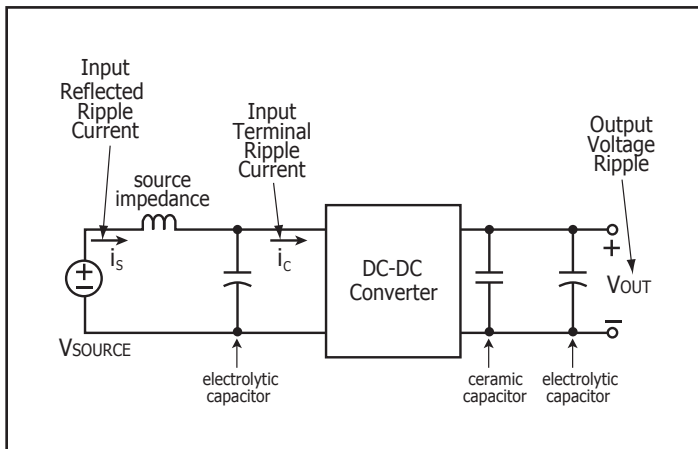 Input
Reflected
Ripple
Current
Input
Terminal
Ripple
Current
Output
Voltage
Ripple
source
impedance
iS
iC
DC-DC
Converter
+
−
+
VOUT
−
VSOURCE
electrolytic
capacitor
ceramic
capacitor
electrolytic
capacitor